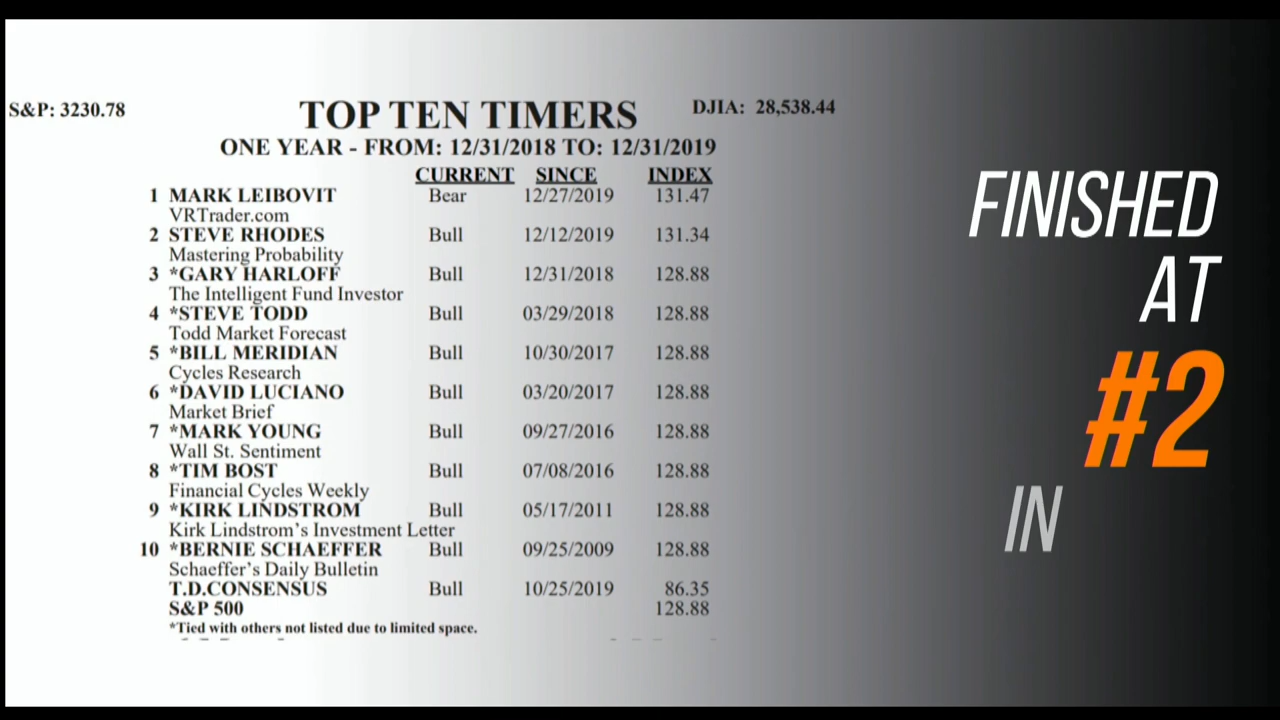 S&P: 3230.78
TOP TEN TIMERS
DJIA: 28,538.44
ONE YEAR - FROM: 12/31/2018 TO: 12/31/2019
CURRENT SINCE INDEX
1 MARK LEIBOVIT Bear 12/27/2019 131.47
VRTrader.com
2 STEVE RHODES Bull 12/12/2019 131.34
Mastering Probability
3 *GARY HARLOFF Bull 12/31/2018 128.88
The Intelligent Fund Investor
4 *STEVE TODD Bull 03/29/2018 128.88
Todd Market Forecast
5 *BILL MERIDIAN Bull 10/30/2017 128.88
Cycles Research
6 *DAVID LUCIANO Bull 03/20/2017 128.88
Market Brief
7 *MARK YOUNG Bull 09/27/2016 128.88
Wall St. Sentiment
8 *TIM BOST Bull 07/08/2016 128.88
Financial Cycles Weekly
9 *KIRK LINDSTROM Bull 05/17/2011 128.88
Kirk Lindstrom's Investment Letter
10 *BERNIE SCHAEFFER Bull 09/25/2009 128.88
Schaeffer's Daily Bulletin
T.D.CONSENSUS Bull 10/25/2019 86.35
S&P 500 128.88
*Tied with others not listed due to limited space.
FINISHED
AT
#2
IN